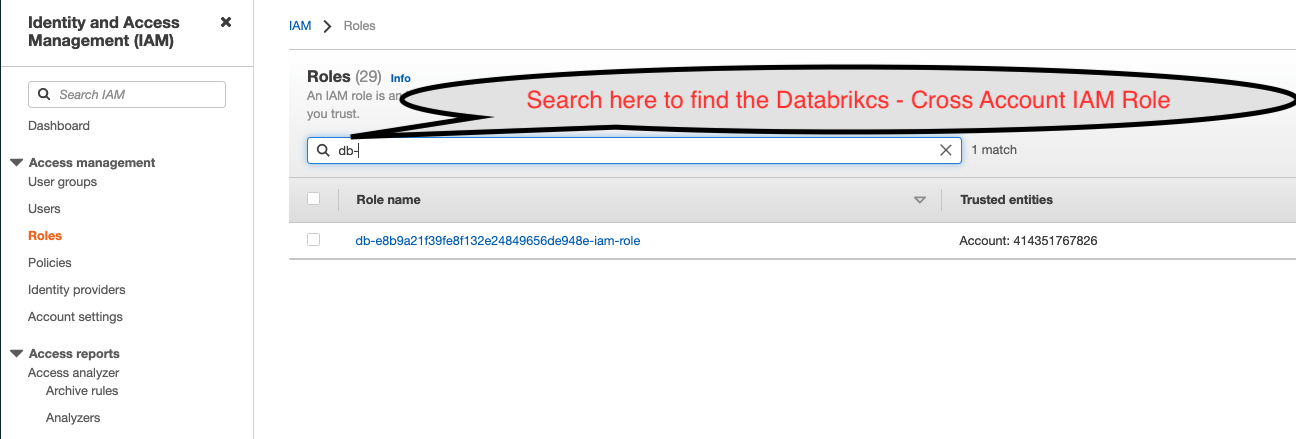 Identity and Access
Management (IAM)
Search IAM
Dashboard
Access management
User groups
Users
Roles
Policies
Identity providers
Account settings
Access reports
Access analyzer
Archive rules
Analyzers
IAM
Roles
Roles (29) Info
An IAM role is an
you trust.
Search here to find the Databrikcs - Cross Account IAM Role
db-
1 match
Role name
Trusted entities
db-e8b9a21f39fe8f132e24849656de948e-iam-role
Account: 414351767826